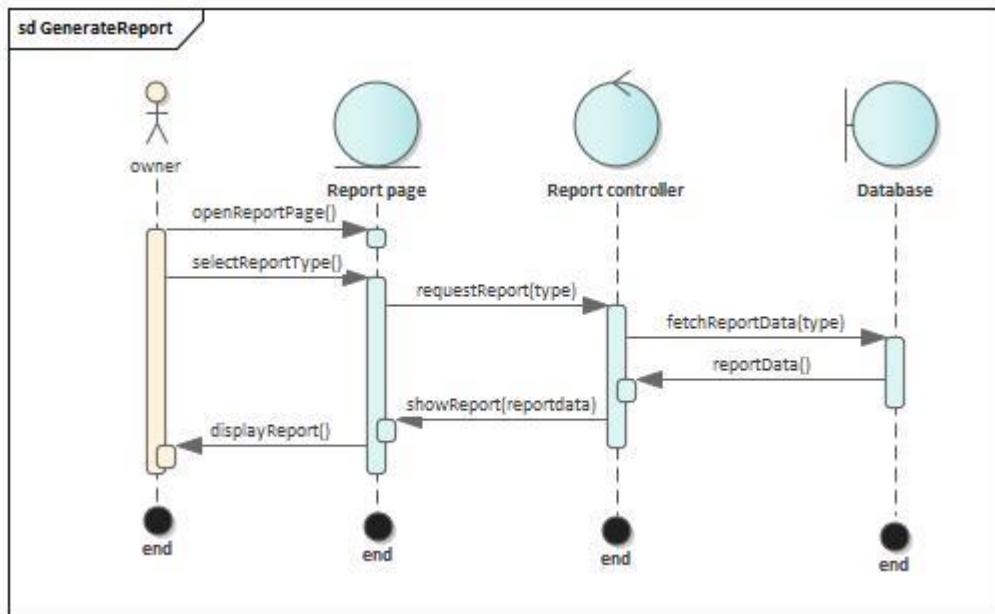 sd GenerateReport
owner
Report page
Report controller
Database
openReportPage()
selectReportType()
requestReport(type)
fetchReportData(type)
reportData()
showReport(reportdata)
displayReport()
end
end
end
end